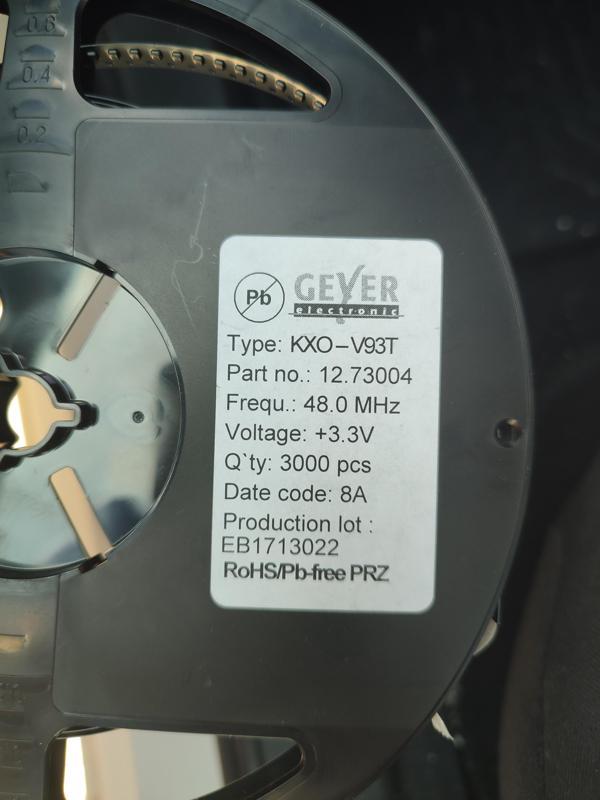 0.8
0.4
0.2
Pb
GEYER
electronic
Type: KXO-V93T
Part no.: 12.73004
Frequ.: 48.0 MHz
Voltage: +3.3V
Q`ty: 3000 pcs
Date code: 8A
Production lot :
EB1713022
RoHS/Pb-free PRZ